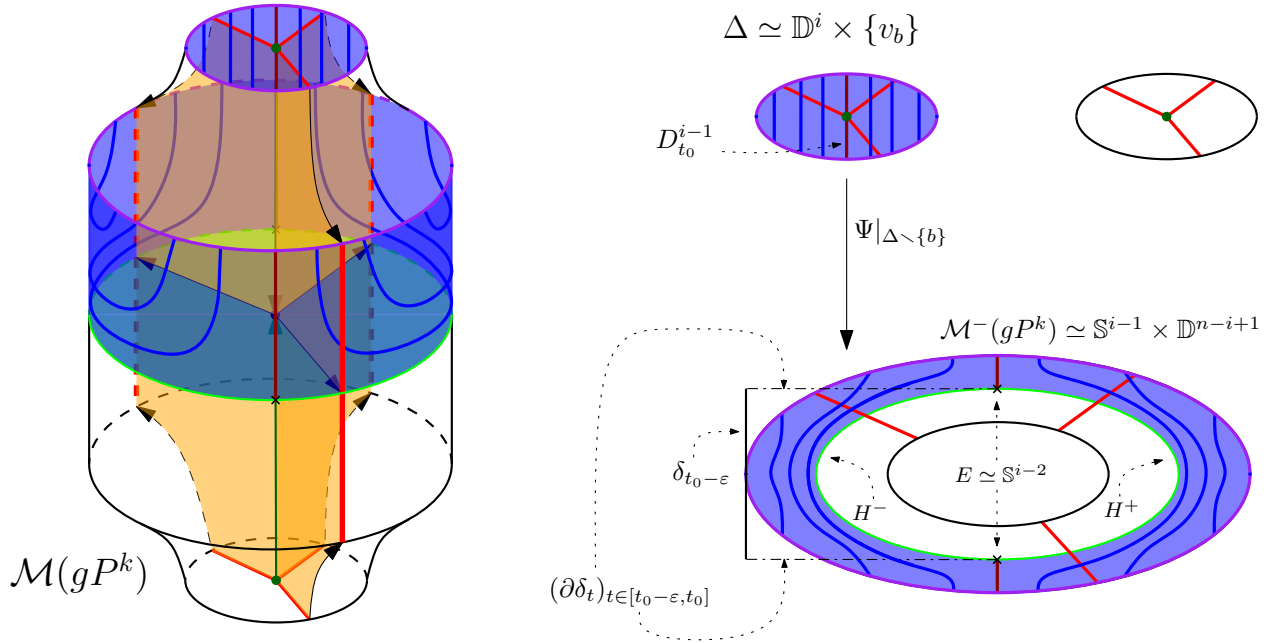 Δ ≃ 𝔻^i × {v_b}
D^{i−1}_{t_0}
Ψ|_{Δ∖{b}}
ℳ^−(gP^k) ≃ 𝕊^{i−1} × 𝔻^{n−i+1}
δ_{t_0−ε}
E ≃ 𝕊^{i−2}
H^−
H^+
ℳ(gP^k)
(∂δ_t)_{t∈[t_0−ε,t_0]}